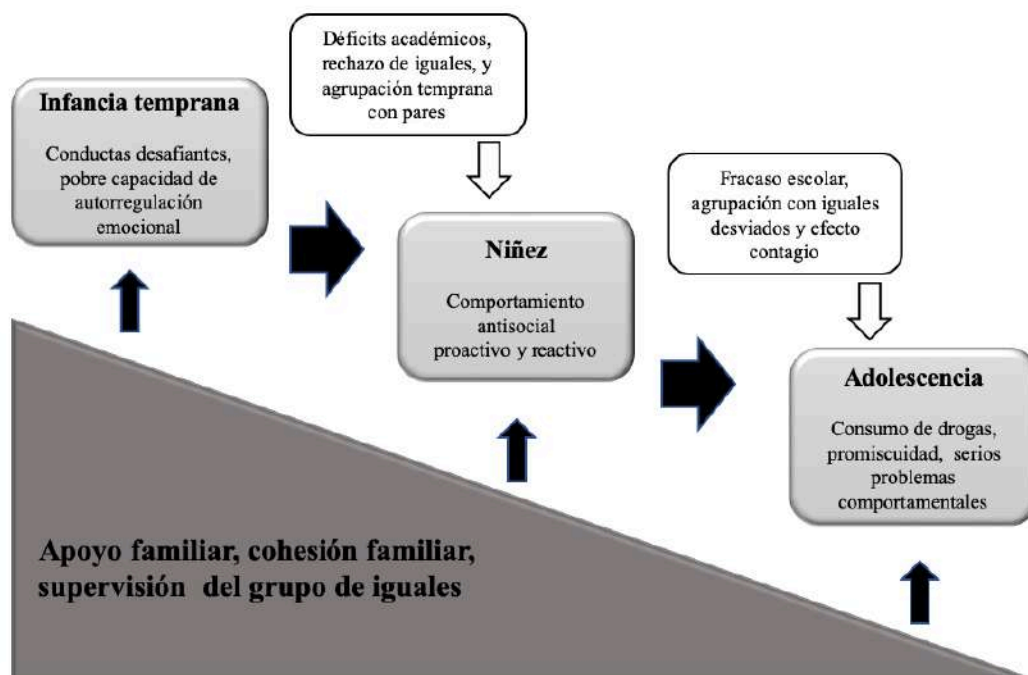 Déficits académicos,
rechazo de iguales, y
agrupación temprana
con pares
Infancia temprana
Conductas desafiantes,
pobre capacidad de
autorregulación
emocional
Fracaso escolar,
agrupación con iguales
desviados y efecto
contagio
Niñez
Comportamiento
antisocial
proactivo y reactivo
Adolescencia
Consumo de drogas,
promiscuidad, serios
problemas
comportamentales
Apoyo familiar, cohesión familiar,
supervisión del grupo de iguales